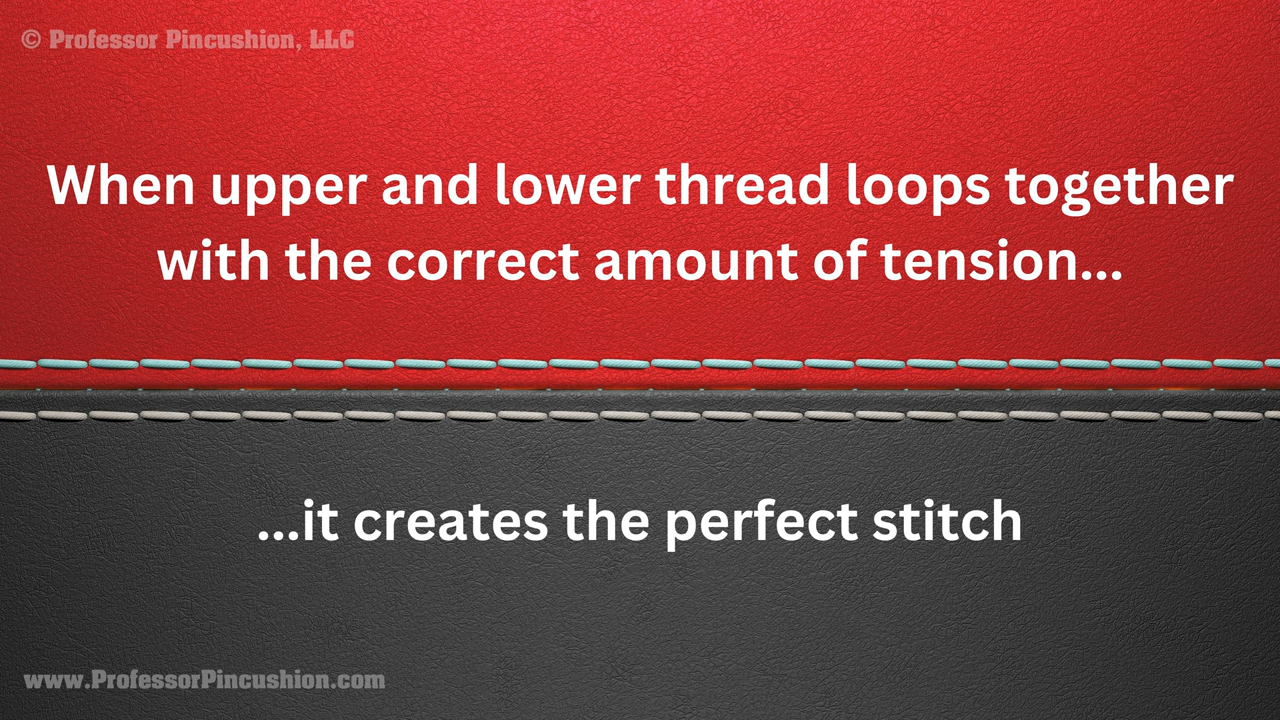 © Professor Pincushion, LLC
When upper and lower thread loops together
with the correct amount of tension...
...it creates the perfect stitch
www.ProfessorPincushion.com